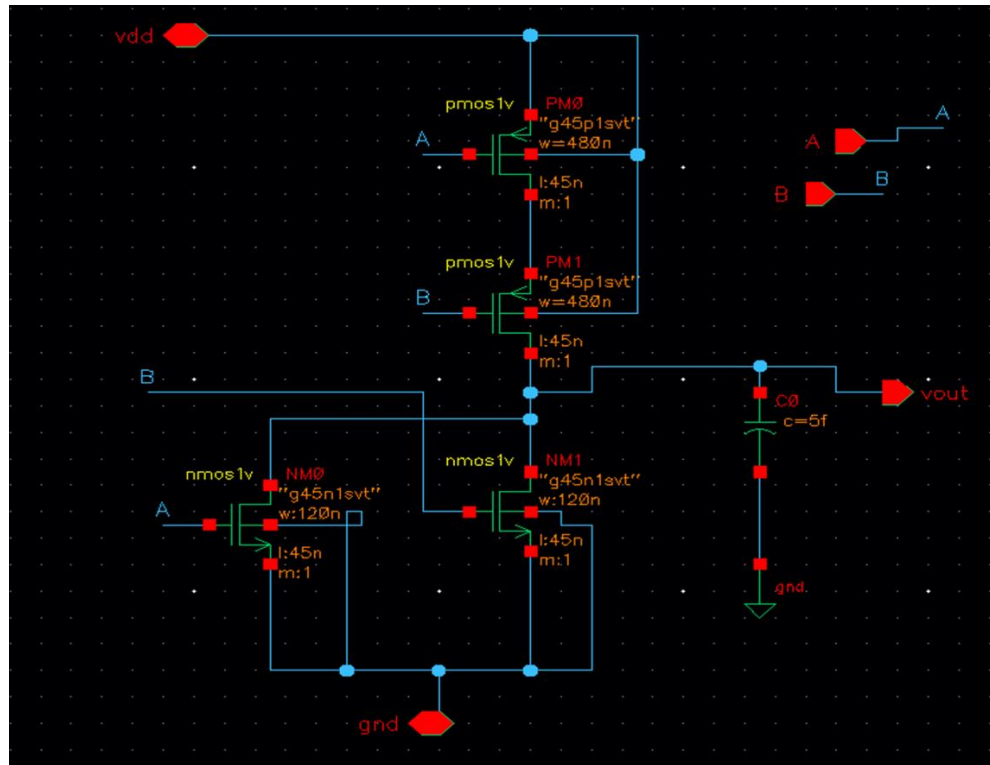 vdd
pmos1v PM0
"g45p1svt"
A
w=480n
l:45n
m:1
A
A
B
B
pmos1v PM1
"g45p1svt"
B
w=480n
l:45n
m:1
B
vout
C0
c=5f
nmos1v NM0
"g45n1svt"
A
w:120n
l:45n
m:1
nmos1v NM1
"g45n1svt"
w:120n
l:45n
m:1
gnd
gnd